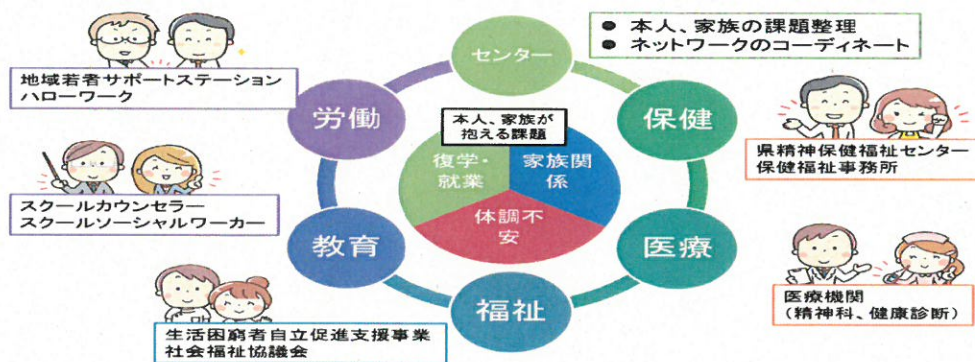 センター
● 本人、家族の課題整理
● ネットワークのコーディネート
地域若者サポートステーション
ハローワーク
労働
保健
県精神保健福祉センター
保健福祉事務所
本人、家族が
抱える課題
復学・
就業
家族関
係
体調不
安
スクールカウンセラー
スクールソーシャルワーカー
教育
医療
医療機関
(精神科、健康診断)
福祉
生活困窮者自立促進支援事業
社会福祉協議会